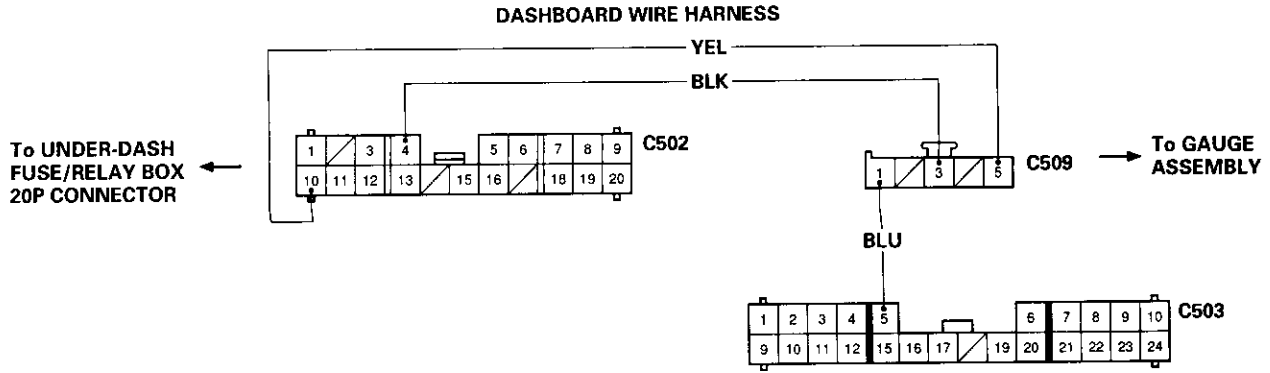 DASHBOARD WIRE HARNESS
YEL
BLK
To UNDER-DASH
FUSE/RELAY BOX
20P CONNECTOR
1 3 4 5 6 7 8 9
10 11 12 13 15 16 18 19 20
C502
1 3 5
C509
To GAUGE
ASSEMBLY
BLU
1 2 3 4 5 6 7 8 9 10
9 10 11 12 15 16 17 19 20 21 22 23 24
C503